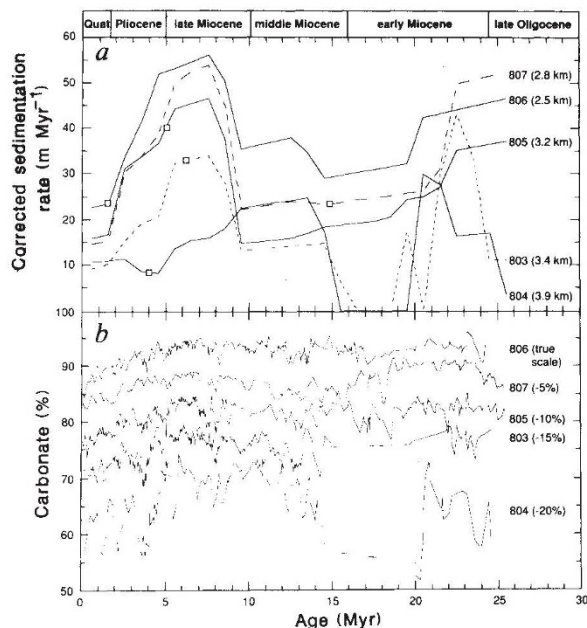 Quat Pliocene late Miocene middle Miocene early Miocene late Oligocene
a
60
50
40
30
20
10
Corrected sedimentation
rate (m Myr⁻¹)
807 (2.8 km)
806 (2.5 km)
805 (3.2 km)
803 (3.4 km)
804 (3.9 km)
b
100
90
80
70
60
50
Carbonate (%)
806 (true
scale)
807 (-5%)
805 (-10%)
803 (-15%)
804 (-20%)
0 5 10 15 20 25 30
Age (Myr)